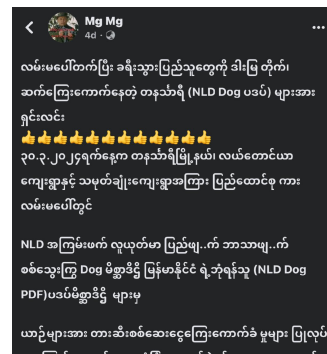 Mg Mg
4d
လမ်းမပေါ်တက်ပြီး ခရီးသွားပြည်သူတွေကို ဒါးမြ တိုက်၊
ဆက်ကြေးကောက်နေတဲ့ တနင်္သာရီ (NLD Dog ပဒပ်) များအား
ရှင်းလင်း
👍👍👍👍👍👍👍👍👍👍👍👍
၃၀.၃.၂၀၂၄ရက်နေ့က တနင်္သာရီမြို့နယ်၊ လယ်တောင်ယာ
ကျေးရွာနှင့် သမုတ်ချုံးကျေးရွာအကြား ပြည်ထောင်စု ကား
လမ်းမပေါ်တွင်
NLD အကြမ်းဖက် လူယုတ်မာ ပြည်ဖျ..က် ဘာသာဖျ..က်
စစ်သွေးကြွ Dog မိစ္ဆာဒိဌိ မြန်မာနိုင်ငံ ရဲ့ဘုံရန်သူ (NLD Dog
PDF)ပဒပ်မိစ္ဆာဒိဌိ များမှ
ယာဉ်များအား တားဆီးစစ်ဆေးငွေကြေးကောက်ခံ မှုများ ပြုလုပ်